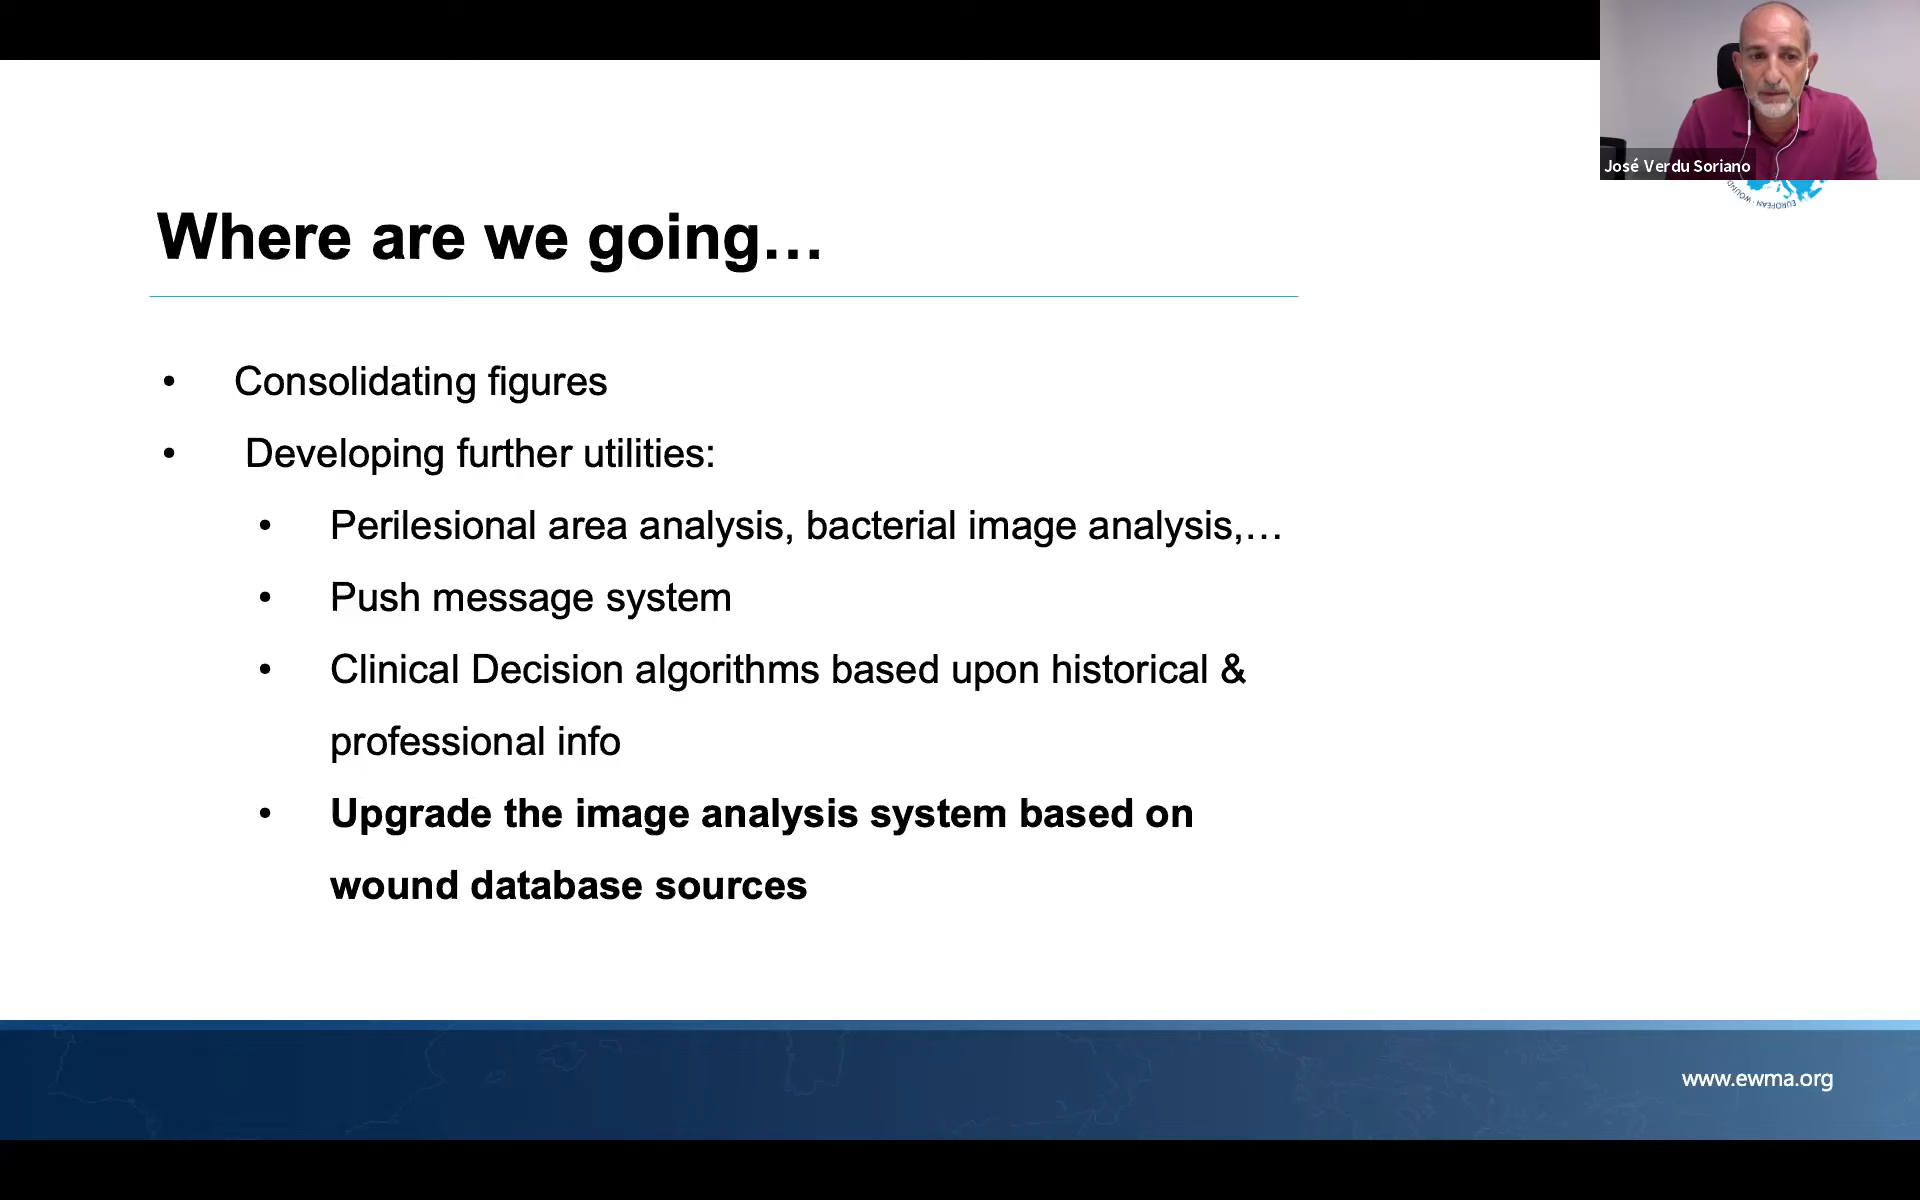 José Verdu Soriano
EUROPEAN · WOUND
Where are we going…
• Consolidating figures
• Developing further utilities:
• Perilesional area analysis, bacterial image analysis,…
• Push message system
• Clinical Decision algorithms based upon historical &
professional info
• Upgrade the image analysis system based on
wound database sources
www.ewma.org